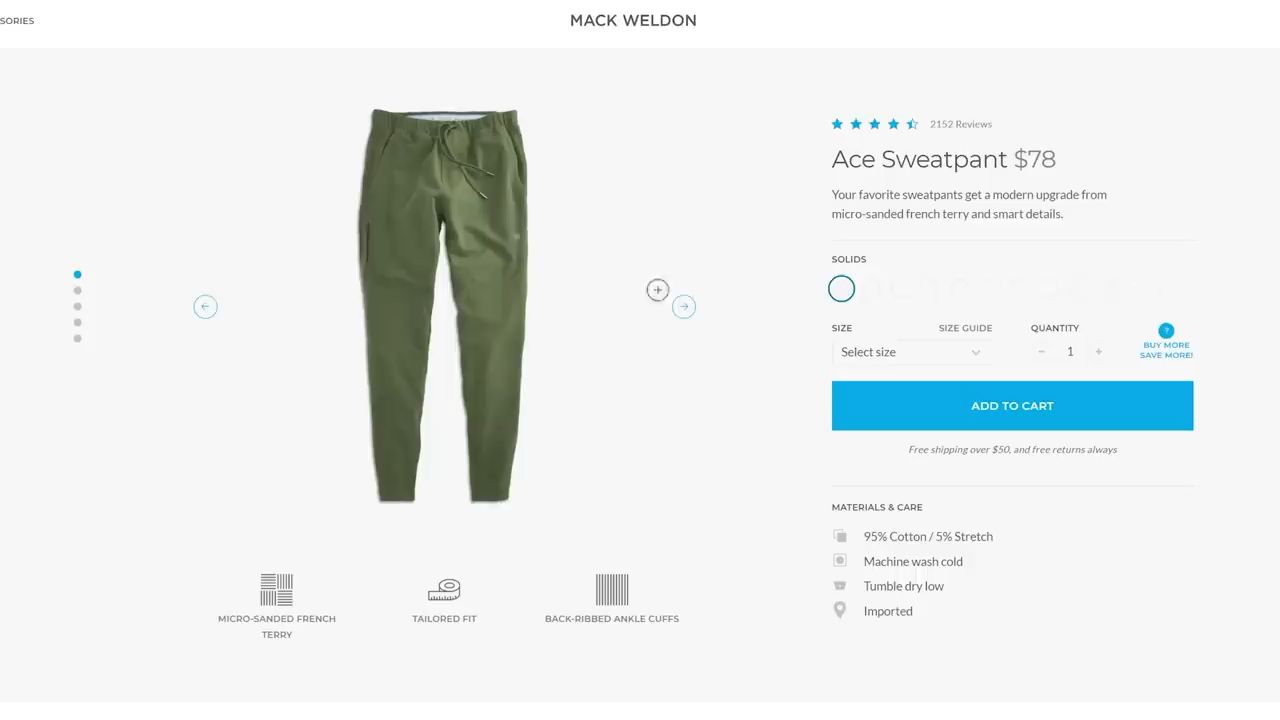 SORIES
MACK WELDON
2152 Reviews
Ace Sweatpant $78
Your favorite sweatpants get a modern upgrade from
micro-sanded french terry and smart details.
SOLIDS
SIZE
SIZE GUIDE
QUANTITY
Select size
1
?
BUY MORE
SAVE MORE!
ADD TO CART
Free shipping over $50, and free returns always
MATERIALS & CARE
95% Cotton / 5% Stretch
Machine wash cold
Tumble dry low
Imported
MICRO-SANDED FRENCH
TERRY
TAILORED FIT
BACK-RIBBED ANKLE CUFFS